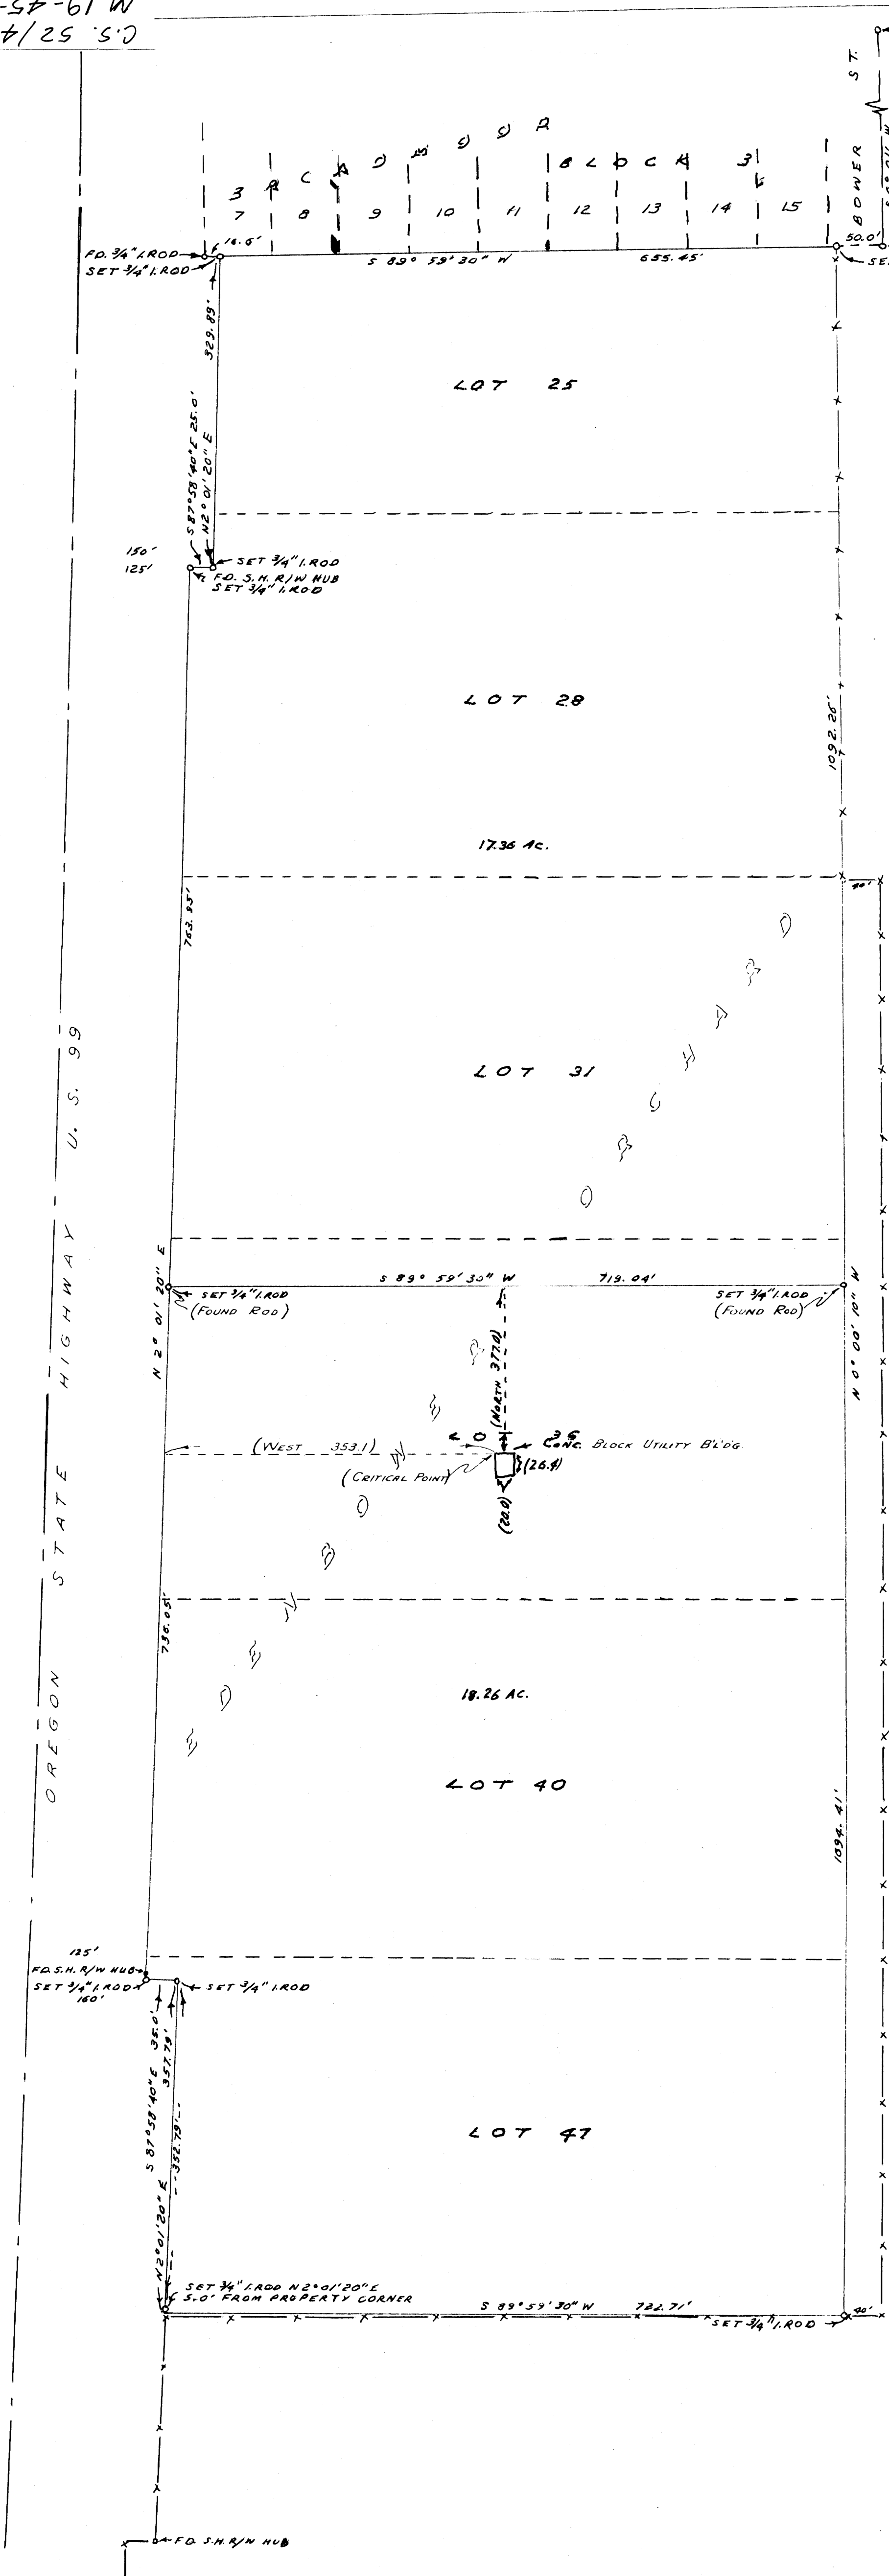 M 19-45-
C.S. 52/4
BOWER ST.
BLOCK 3
7 8 9 10 11 12 13 14 15
FD. 3/4" I.ROD
SET 3/4" I.ROD
16.6'
S 89° 59' 30" W 655.45'
50.0'
SE
329.89'
N 2° 01' 20" E
S 87° 58' 40" E 25.0'
LOT 25
150'
125'
SET 3/4" I.ROD
FD. S.H. R/W HUB
SET 3/4" I.ROD
LOT 28
1092.26'
17.36 AC.
40'
763.95'
LOT 31
U. S. 99
OREGON STATE HIGHWAY
N 2° 01' 20" E
S 89° 59' 30" W 719.04'
SET 3/4" I.ROD
(FOUND ROD)
SET 3/4" I.ROD
(FOUND ROD)
N 0° 00' 10" W
(NORTH 377.0)
(WEST 353.1)
LOT 36
CONC. BLOCK UTILITY BL'DG.
(CRITICAL POINT)
(26.4)
(20.0)
736.05'
18.26 AC.
LOT 40
1094.41'
125'
FD. S.H. R/W HUB
SET 3/4" I.ROD
160'
SET 3/4" I.ROD
S 87° 58' 40" E 35.0'
357.79'
352.79'
N 2° 01' 20" E
LOT 47
SET 3/4" I.ROD N 2° 01' 20" E
5.0' FROM PROPERTY CORNER
S 89° 59' 30" W 722.71'
SET 3/4" I.ROD
40'
FD. S.H. R/W HUB